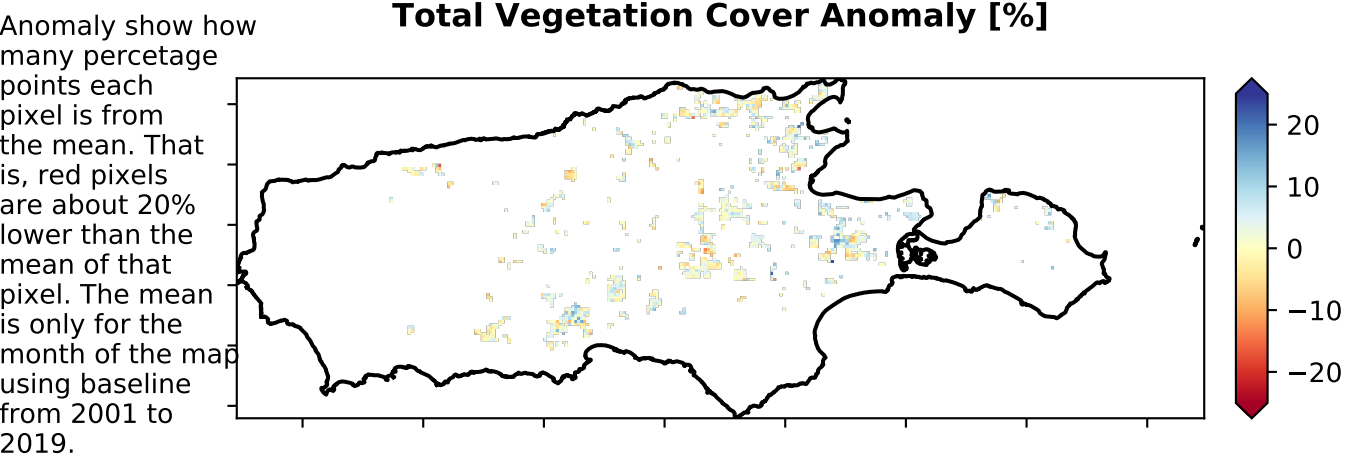 Total Vegetation Cover Anomaly [%]
Anomaly show how
many percetage
points each
pixel is from
the mean. That
is, red pixels
are about 20%
lower than the
mean of that
pixel. The mean
is only for the
month of the map
using baseline
from 2001 to
2019.
20
10
0
−10
−20